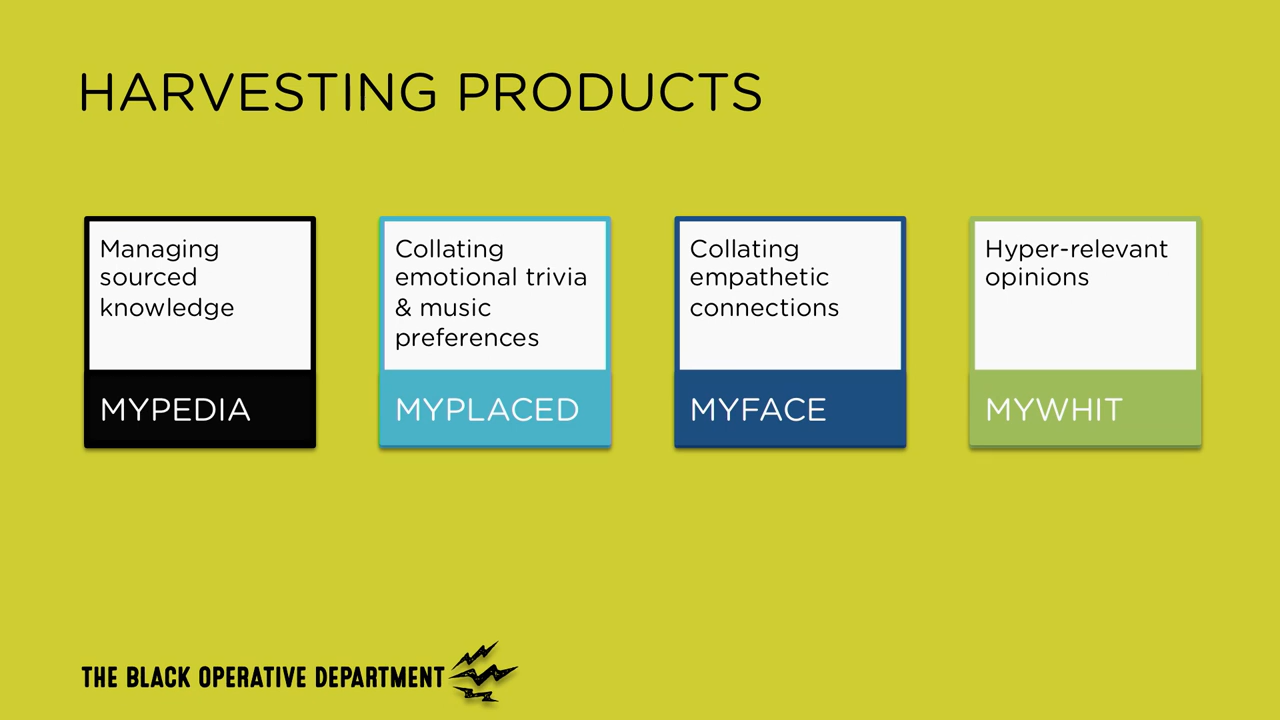 HARVESTING PRODUCTS
Managing
sourced
knowledge
MYPEDIA
Collating
emotional trivia
& music
preferences
MYPLACED
Collating
empathetic
connections
MYFACE
Hyper-relevant
opinions
MYWHIT
THE BLACK OPERATIVE DEPARTMENT